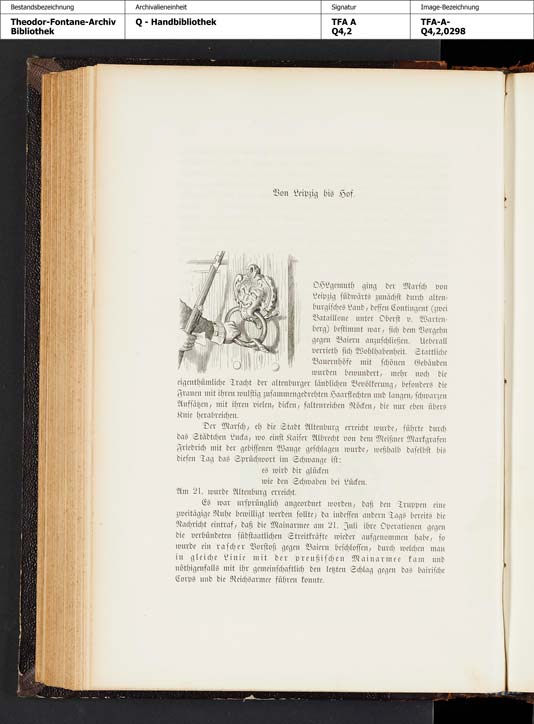 Bestandsbezeichnung Archivalieneinheit Signatur Image-Bezeichnung
Theodor-Fontane-Archiv Q - Handbibliothek TFA A TFA-A-
Bibliothek Q4,2 Q4,2,0298
Von Leipzig bis Hof.
OHLgemuth ging der Marsch von
Leipzig südwärts zunächst durch alten-
burgisches Land, dessen Contingent (zwei
Bataillone unter Oberst v. Warten-
berg) bestimmt war, sich dem Vorgehn
gegen Baiern anzuschließen. Ueberall
verrieth sich Wohlhabenheit. Stattliche
Bauernhöfe mit schönen Gebäuden
wurden bewundert, mehr noch die
eigenthümliche Tracht der altenburger ländlichen Bevölkerung, besonders die
Frauen mit ihren wulstig zusammengedrehten Haarflechten und langen, schwarzen
Aufsätzen, mit ihren vielen, dicken, faltenreichen Röcken, die nur eben übers
Knie herabreichen.
Der Marsch, eh die Stadt Altenburg erreicht wurde, führte durch
das Städtchen Lucka, wo einst Kaiser Albrecht von dem Meißner Markgrafen
Friedrich mit der gebissenen Wange geschlagen wurde, weßhalb daselbst bis
diesen Tag das Sprüchwort im Schwange ist:
es wird dir glücken
wie den Schwaben bei Lücken.
Am 21. wurde Altenburg erreicht.
Es war ursprünglich angeordnet worden, daß den Truppen eine
zweitägige Ruhe bewilligt werden sollte; da indessen andern Tags bereits die
Nachricht eintraf, daß die Mainarmee am 21. Juli ihre Operationen gegen
die verbündeten südstaatlichen Streitkräfte wieder aufgenommen habe, so
wurde ein rascher Vorstoß gegen Baiern beschlossen, durch welchen man
in gleiche Linie mit der preußischen Mainarmee kam und
nöthigenfalls mit ihr gemeinschaftlich den letzten Schlag gegen das bairische
Corps und die Reichsarmee führen konnte.